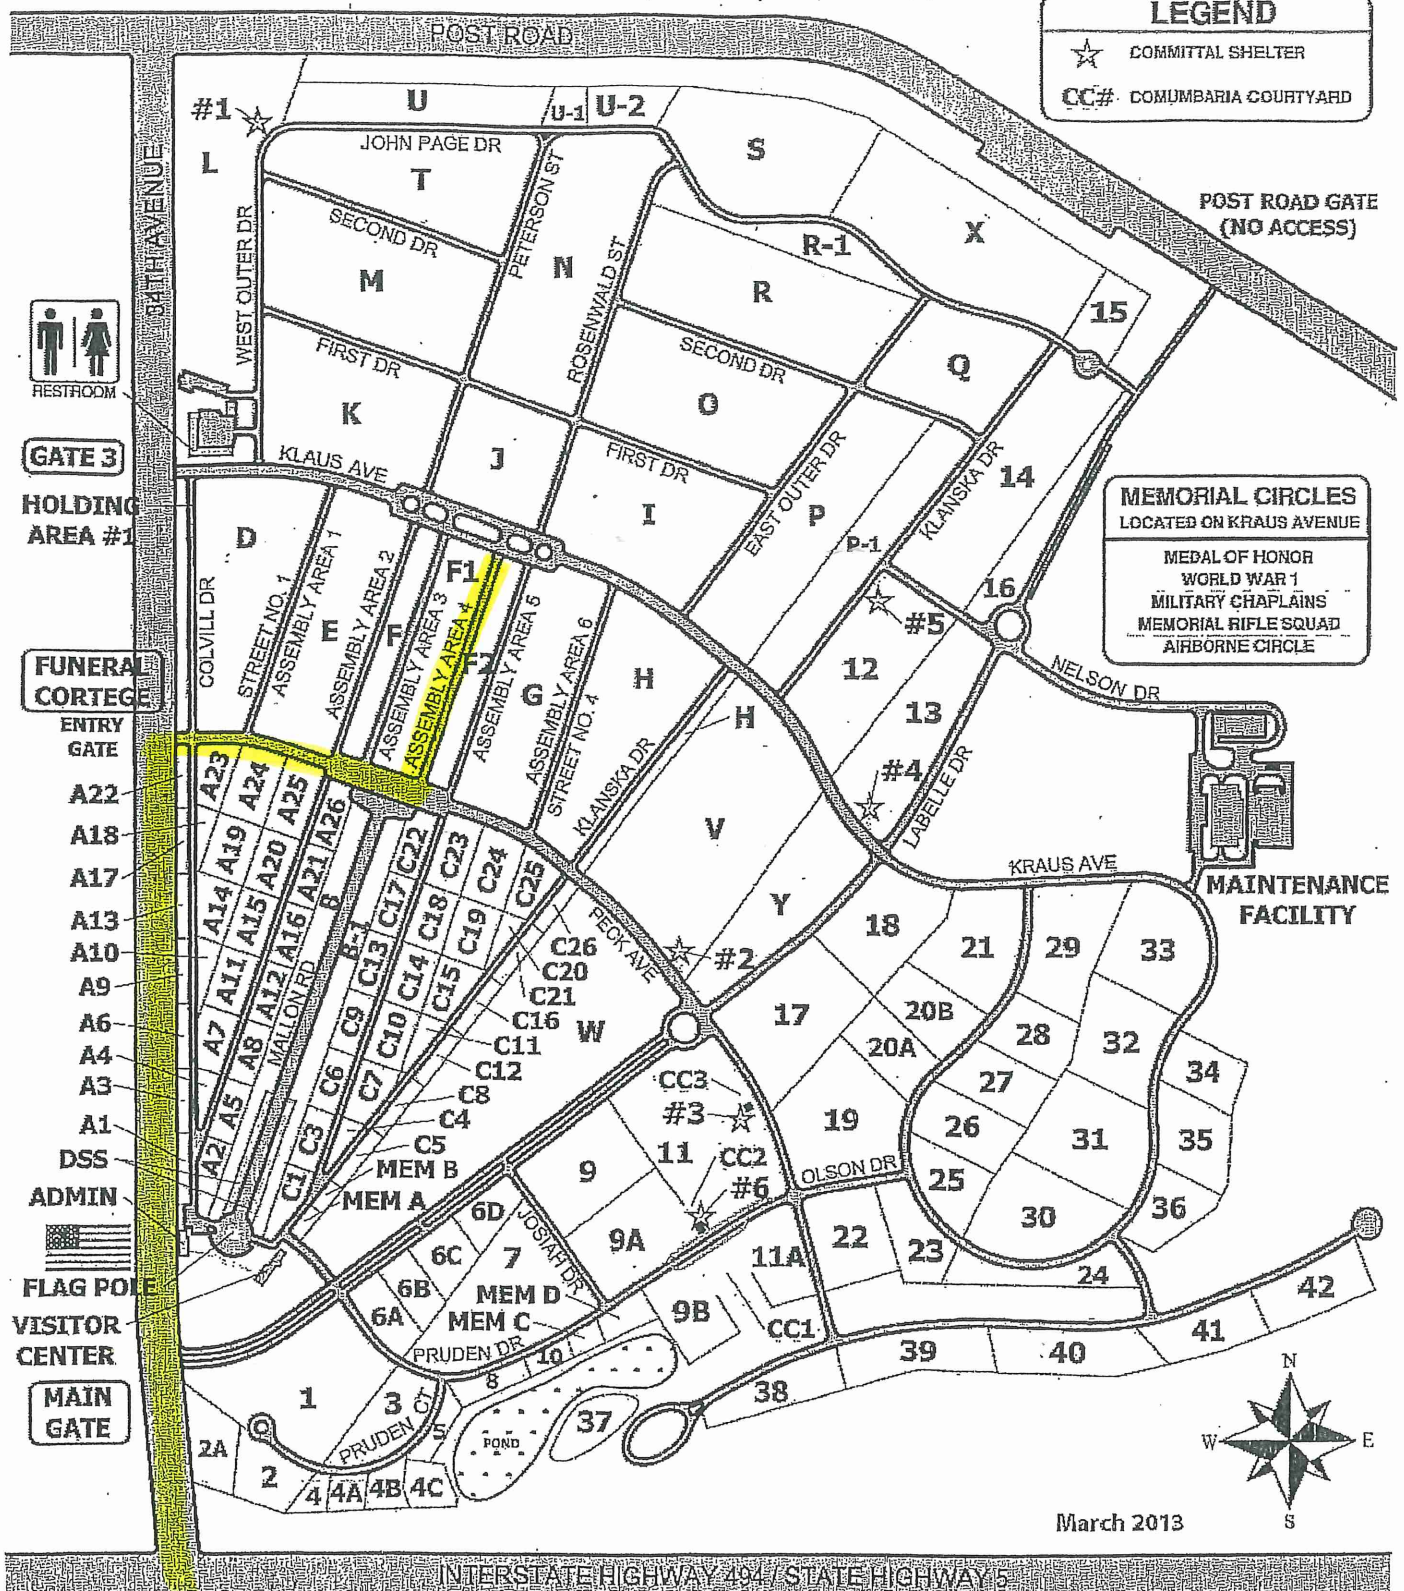 POST ROAD
LEGEND
COMMITTAL SHELTER
CC# COMUMBARIA COURTYARD
34TH AVENUE
#1
L
U
U-1
U-2
JOHN PAGE DR
T
S
POST ROAD GATE
(NO ACCESS)
WEST OUTER DR
SECOND DR
PETERSON ST
N
ROSENWALD ST
R-1
X
M
R
15
RESTROOM
FIRST DR
SECOND DR
Q
K
O
GATE 3
KLAUS AVE
J
FIRST DR
EAST OUTER DR
KLANSKA DR
14
HOLDING
AREA #1
D
I
P
P-1
MEMORIAL CIRCLES
LOCATED ON KRAUS AVENUE
MEDAL OF HONOR
WORLD WAR 1
MILITARY CHAPLAINS
MEMORIAL RIFLE SQUAD
AIRBORNE CIRCLE
COLVILL DR
STREET NO. 1
ASSEMBLY AREA 1
E
ASSEMBLY AREA 2
F
ASSEMBLY AREA 3
F1
ASSEMBLY AREA 4
F2
ASSEMBLY AREA 5
G
ASSEMBLY AREA 6
STREET NO. 4
H
KLANSKA DR
H
16
#5
12
13
NELSON DR
FUNERAL
CORTEGE
ENTRY
GATE
#4
LABELLE DR
V
A22
A18
A17
A13
A10
A9
A6
A4
A3
A1
DSS
ADMIN
A23
A24
A25
A26
A19
A20
A21
A14
A15
A16
A11
A12
A7
A8
A5
A2
MALLON RD
B
B-1
C22
C23
C24
C25
C17
C18
C19
C13
C14
C15
C9
C10
C6
C7
C3
C1
C26
C20
C21
C16
C11
C12
C8
C4
C5
MEM B
MEM A
PECK AVE
W
#2
Y
KRAUS AVE
MAINTENANCE
FACILITY
18
21
29
33
17
20B
20A
28
32
27
34
CC3
#3
19
26
31
35
11
CC2
#6
OLSON DR
25
9
30
36
6D
JOSIAH DR
9A
22
23
6C
7
11A
24
42
FLAG POLE
6B
MEM D
9B
6A
MEM C
CC1
41
VISITOR
CENTER
PRUDEN DR
10
39
40
8
38
MAIN
GATE
1
3
PRUDEN CT
5
37
POND
2A
2
4
4A
4B
4C
N
W
E
S
March 2013
INTERSTATE HIGHWAY 494 / STATE HIGHWAY 5